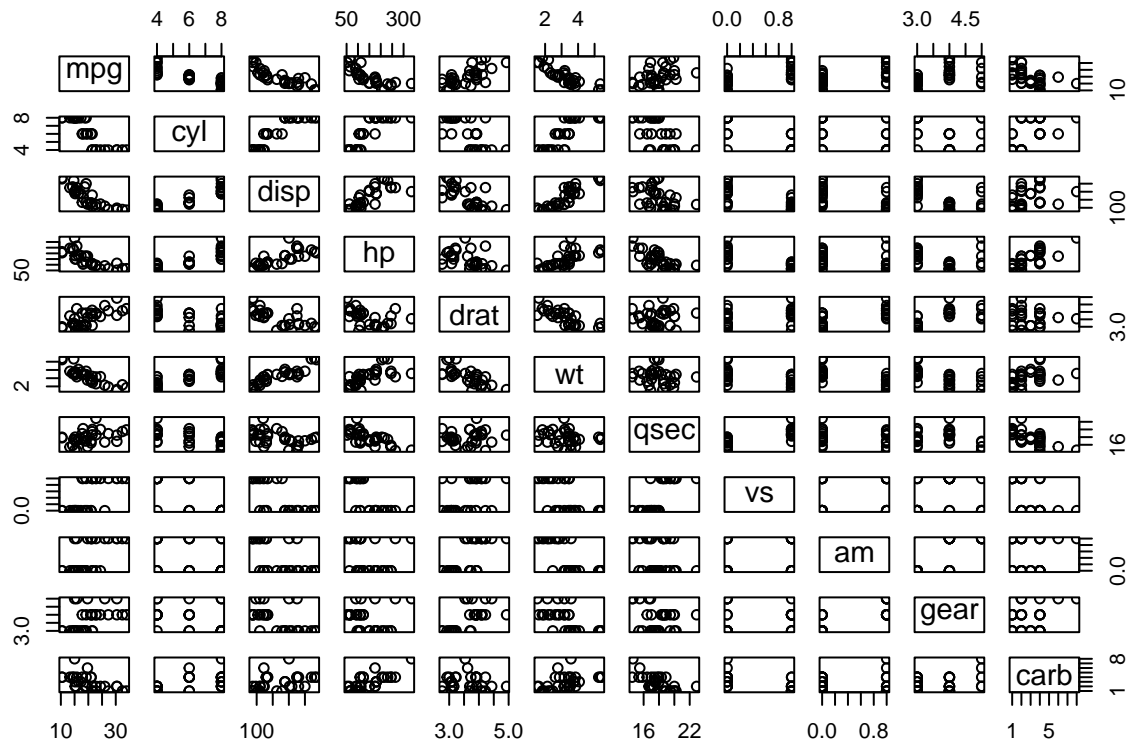 4 6 8 50 300 2 4 0.0 0.8 3.0 4.5
mpg 10
8 4 cyl
disp 100
50 hp
drat 3.0
2 wt
qsec 16
0.0 vs
am 0.0
3.0 gear
carb 8 1
10 30 100 3.0 5.0 16 22 0.0 0.8 1 5